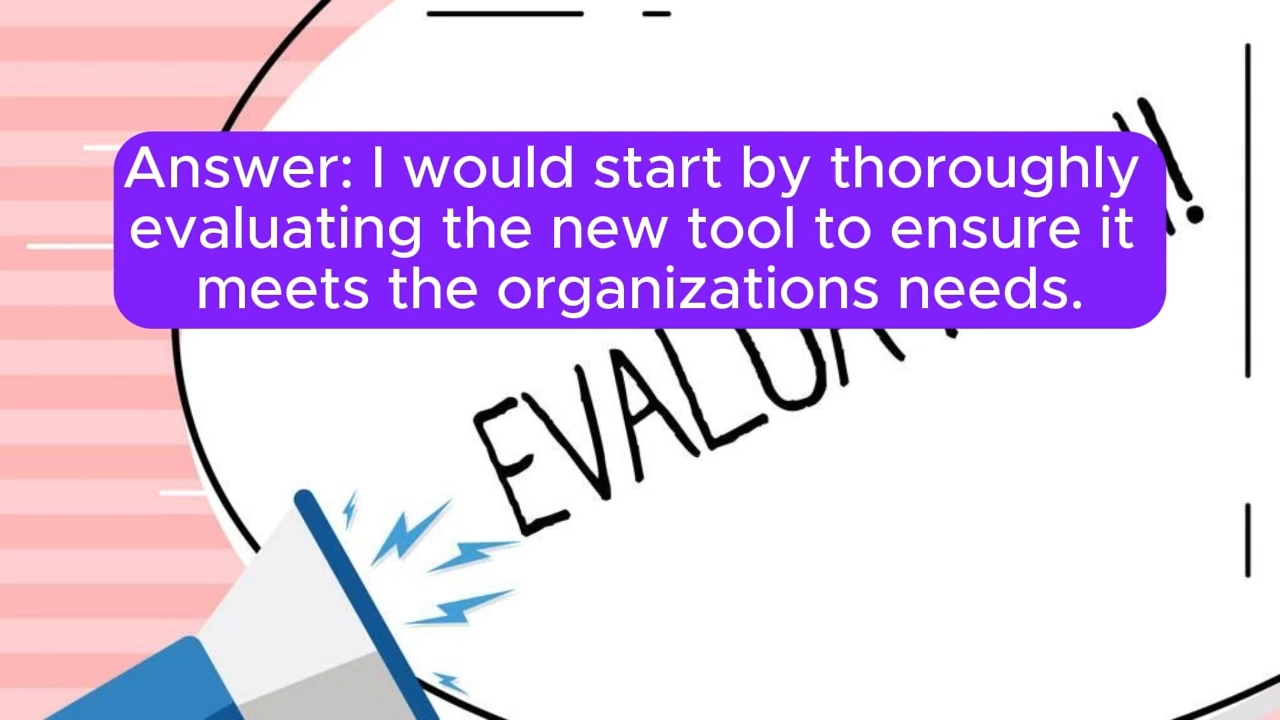 Answer: I would start by thoroughly
evaluating the new tool to ensure it
meets the organizations needs.